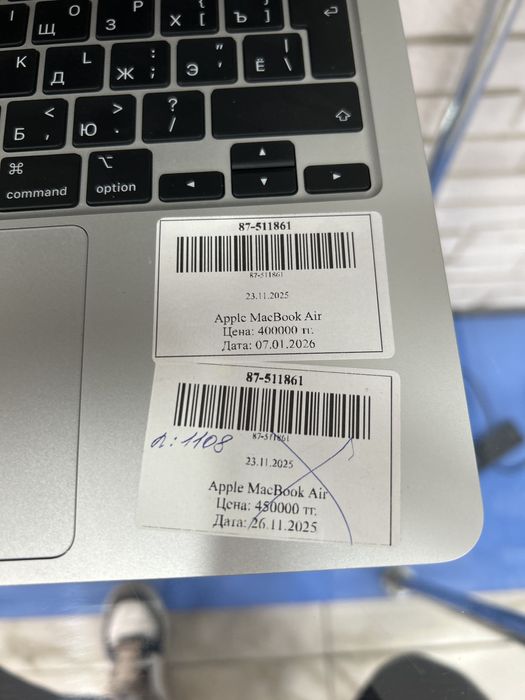 Щ O
З P
Х [
Ъ ]
К
Д L
Ж : ;
Э " '
Ё | \
Б < ,
Ю > .
? /
⌘ command
⌥ option
87-511861
87-511861
23.11.2025
Apple MacBook Air
Цена: 400000 тг.
Дата: 07.01.2026
87-511861
87-511861
п: 1108
23.11.2025
Apple MacBook Air
Цена: 450000 тг.
Дата: 26.11.2025